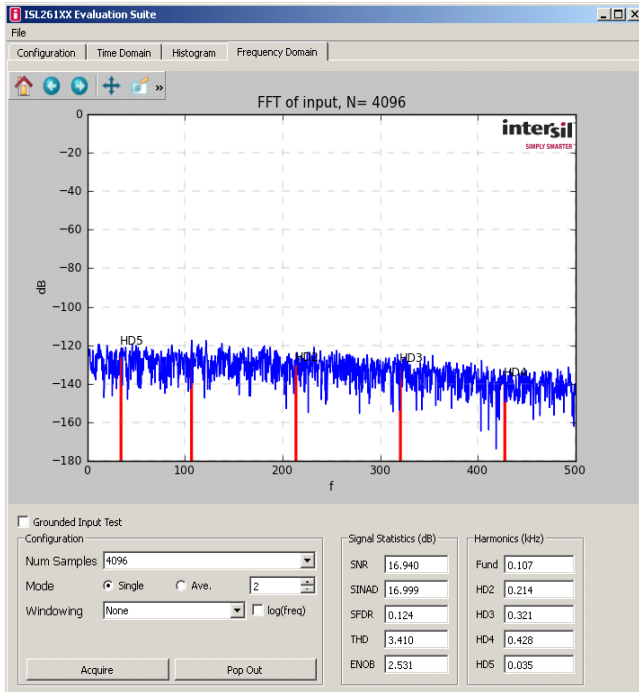 ISL261XX Evaluation Suite
File
Configuration Time Domain Histogram Frequency Domain
»
FFT of input, N= 4096
intersil
SIMPLY SMARTER
0
−20
−40
−60
−80
−100
−120
−140
−160
−180
dB
HD5
HD2
HD3
HD4
0 100 200 300 400 500
f
Grounded Input Test
Configuration
Num Samples 4096
Mode Single Ave. 2
Windowing None log(freq)
Acquire Pop Out
Signal Statistics (dB)
SNR 16.940
SINAD 16.999
SFDR 0.124
THD 3.410
ENOB 2.531
Harmonics (kHz)
Fund 0.107
HD2 0.214
HD3 0.321
HD4 0.428
HD5 0.035